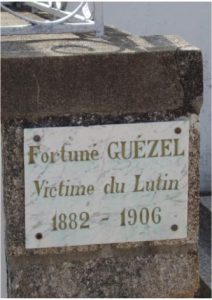 Fortuné GUÉZEL
Victime du Lutin
1882 - 1906